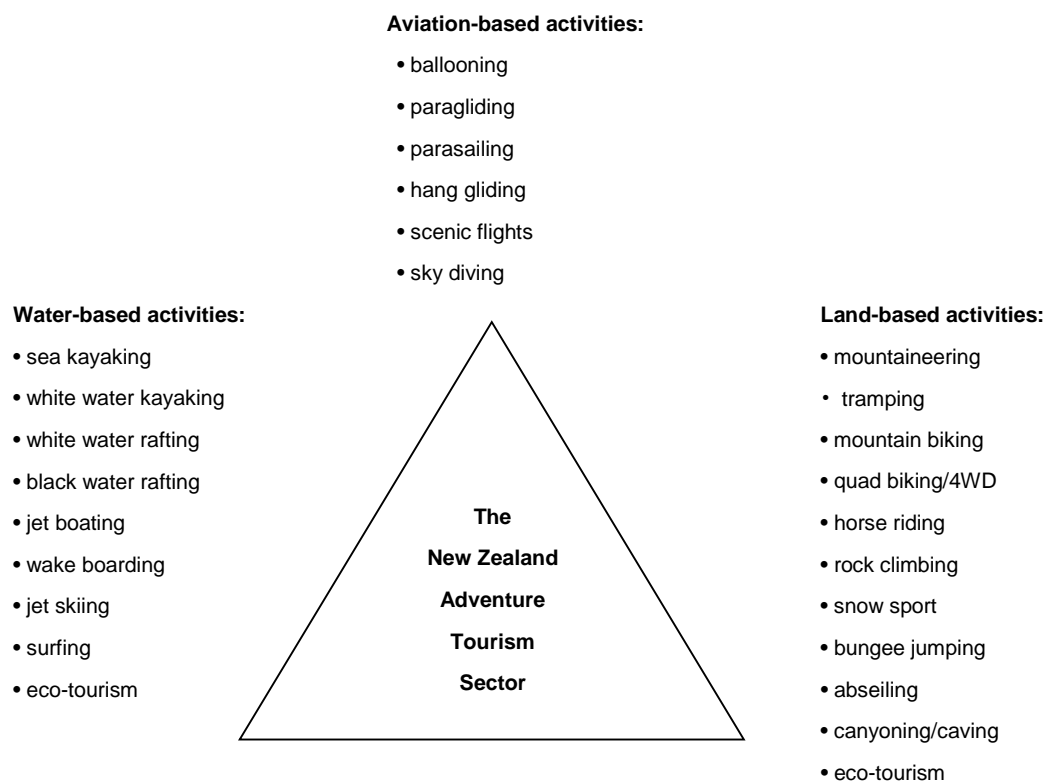 Aviation-based activities:
• ballooning
• paragliding
• parasailing
• hang gliding
• scenic flights
• sky diving
Water-based activities:
• sea kayaking
• white water kayaking
• white water rafting
• black water rafting
• jet boating
• wake boarding
• jet skiing
• surfing
• eco-tourism
The
New Zealand
Adventure
Tourism
Sector
Land-based activities:
• mountaineering
• tramping
• mountain biking
• quad biking/4WD
• horse riding
• rock climbing
• snow sport
• bungee jumping
• abseiling
• canyoning/caving
• eco-tourism